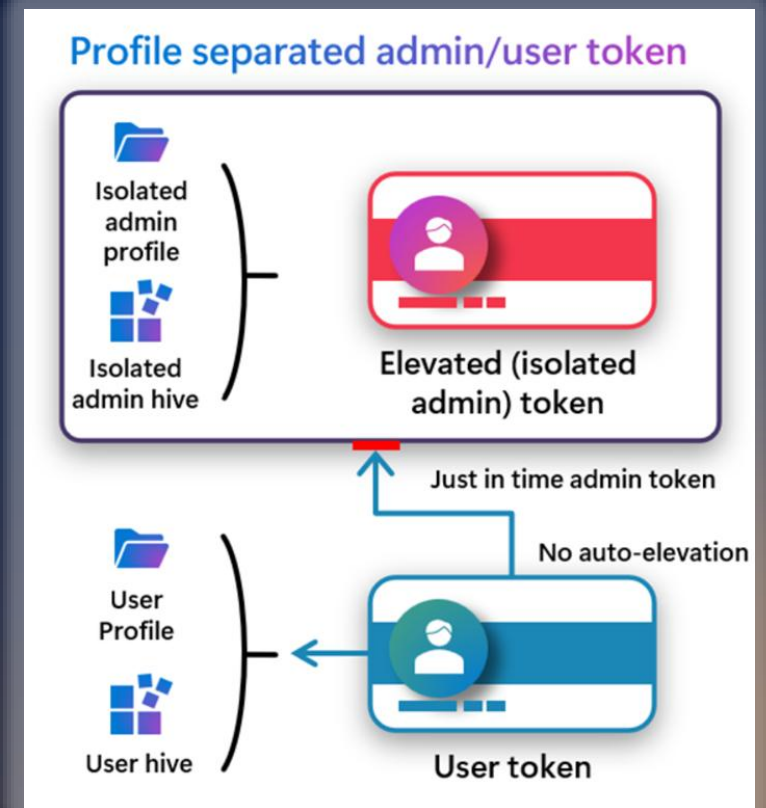 Profile separated admin/user token
Isolated
admin
profile
Isolated
admin hive
Elevated (isolated
admin) token
Just in time admin token
No auto-elevation
User
Profile
User hive
User token